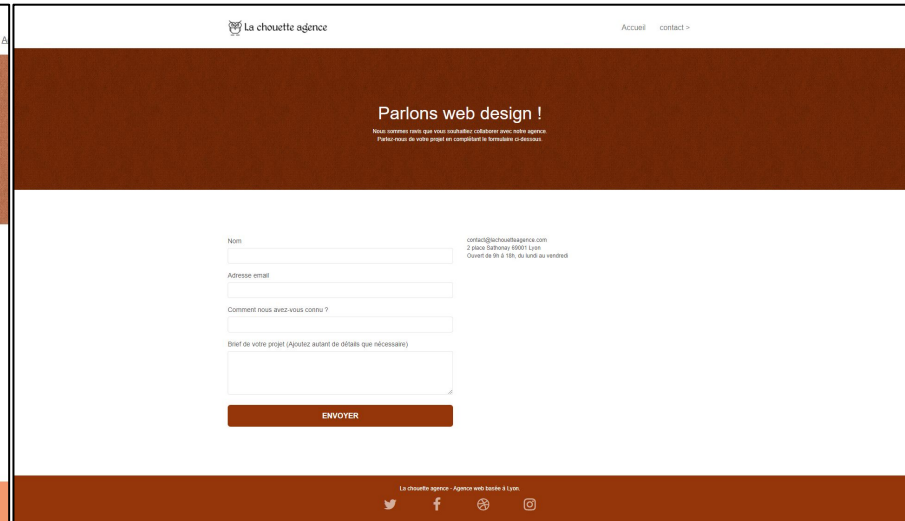 A
La chouette agence
Accueil contact >
Parlons web design !
Nous sommes ravis que vous souhaitiez collaborer avec notre agence.
Parlez-nous de votre projet en complétant le formulaire ci-dessous.
Nom
contact@lachouetteagence.com
2 place Sathonay 69001 Lyon
Ouvert de 9h à 18h, du lundi au vendredi
Adresse email
Comment nous avez-vous connu ?
Brief de votre projet (Ajoutez autant de détails que nécessaire)
ENVOYER
La chouette agence - Agence web basée à Lyon.